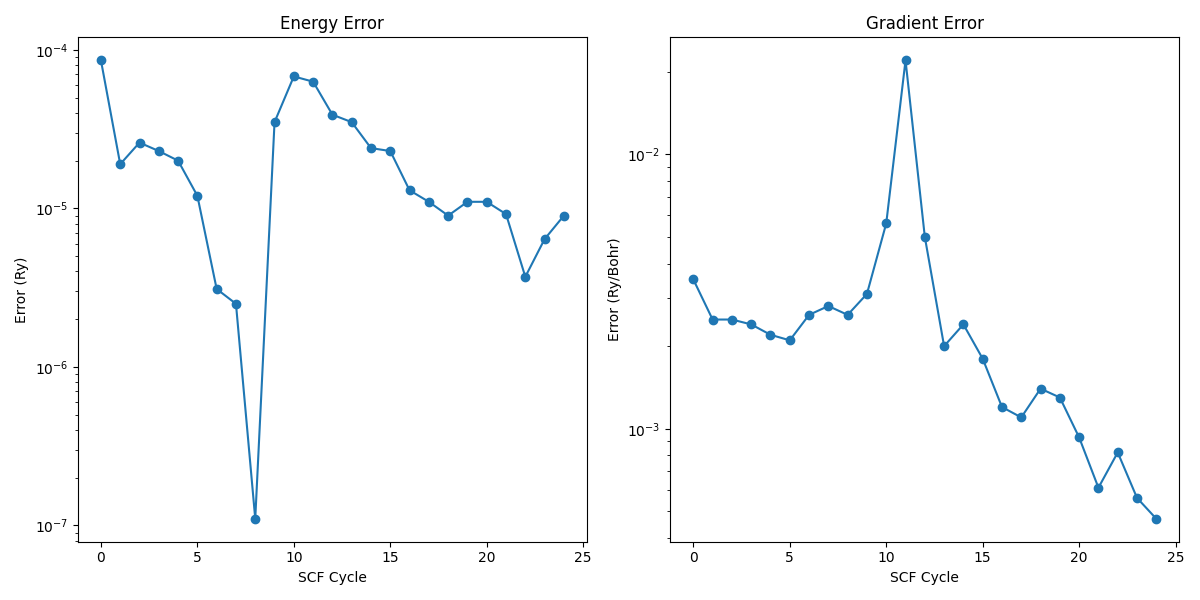 Energy Error
Error (Ry)
10⁻⁴
10⁻⁵
10⁻⁶
10⁻⁷
0 5 10 15 20 25
SCF Cycle
Gradient Error
Error (Ry/Bohr)
10⁻²
10⁻³
0 5 10 15 20 25
SCF Cycle